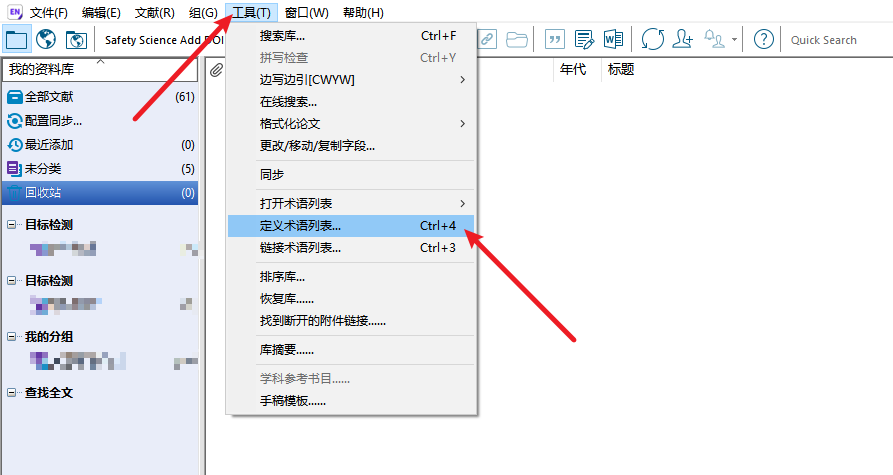 EN 文件(F) 编辑(E) 文献(R) 组(G) 工具(T) 窗口(W) 帮助(H)
Safety Science Add DOI
Quick Search
我的资料库
年代 标题
全部文献 (61)
配置同步...
最近添加 (0)
未分类 (5)
回收站 (0)
目标检测
目标检测
我的分组
查找全文
搜索库... Ctrl+F
拼写检查 Ctrl+Y
边写边引[CWYW]
在线搜索...
格式化论文
更改/移动/复制字段...
同步
打开术语列表
定义术语列表... Ctrl+4
链接术语列表... Ctrl+3
排序库...
恢复库......
找到断开的附件链接......
库摘要......
学科参考书目......
手稿模板......